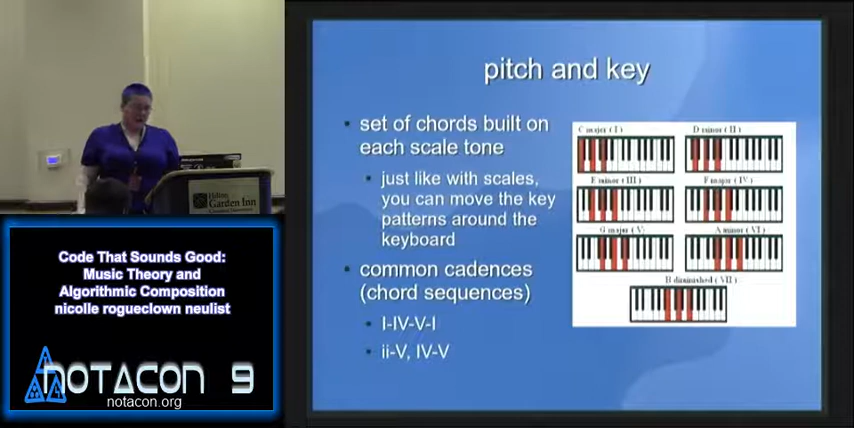 pitch and key
set of chords built on
each scale tone
just like with scales,
you can move the key
patterns around the
keyboard
common cadences
(chord sequences)
I-IV-V-I
ii-V, IV-V
C major ( I )
D minor ( II )
E minor ( III )
F major ( IV )
G major ( V )
A minor ( VI )
B diminished ( VII )
Hilton
Garden Inn
Code That Sounds Good:
Music Theory and
Algorithmic Composition
nicolle rogueclown neulist
NOTACON 9
notacon.org